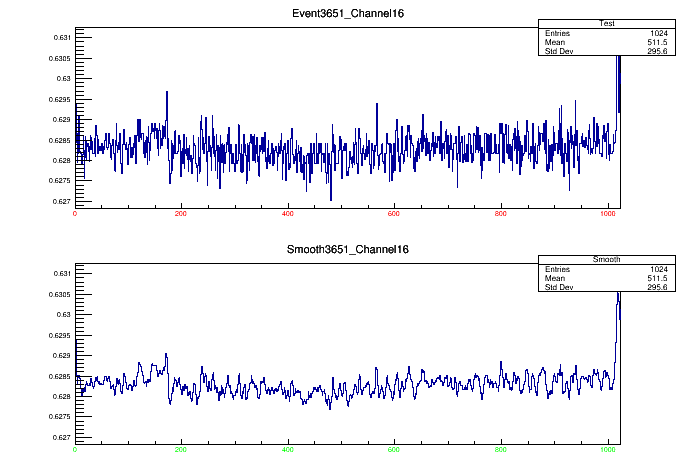 Event3651_Channel16
Test
Entries 1024
Mean 511.5
Std Dev 295.6
0.631
0.6305
0.63
0.6295
0.629
0.6285
0.628
0.6275
0.627
0 200 400 600 800 1000
Smooth3651_Channel16
Smooth
Entries 1024
Mean 511.5
Std Dev 295.6
0.631
0.6305
0.63
0.6295
0.629
0.6285
0.628
0.6275
0.627
0 200 400 600 800 1000